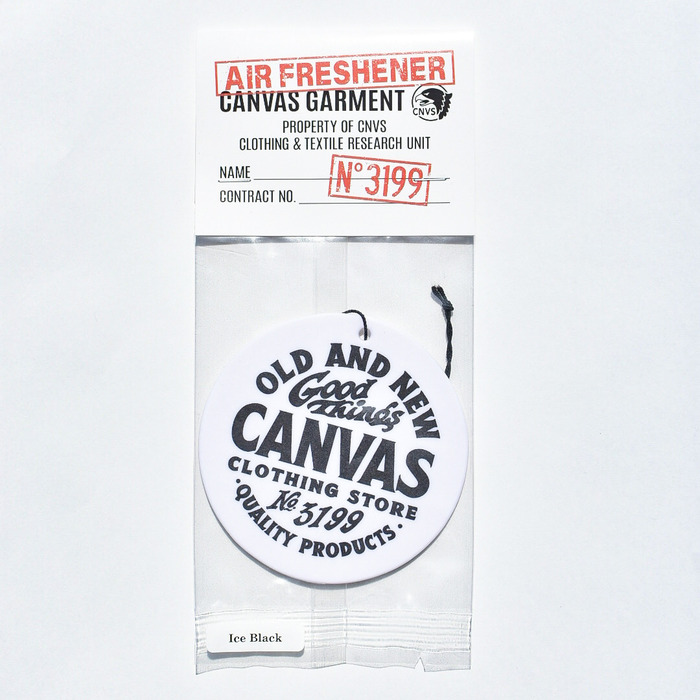 AIR FRESHENER
CANVAS GARMENT
CNVS
PROPERTY OF CNVS
CLOTHING & TEXTILE RESEARCH UNIT
NAME
Nº 3199
CONTRACT NO.
OLD AND NEW
Good
Things
CANVAS
CLOTHING STORE
No. 3199
·QUALITY PRODUCTS·
Ice Black